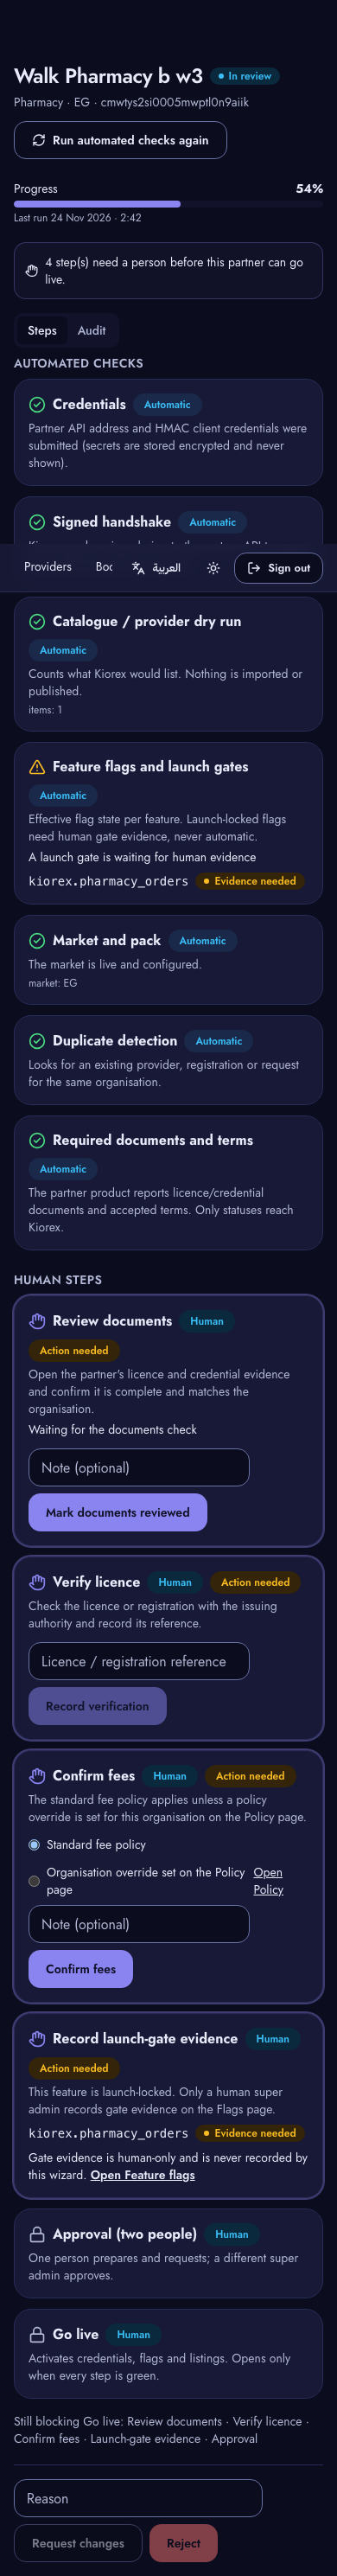 Walk Pharmacy b w3 In review
Pharmacy · EG · cmwtys2si0005mwptl0n9aiik
Run automated checks again
Progress 54%
Last run 24 Nov 2026 · 2:42
4 step(s) need a person before this partner can go
live.
Steps Audit
AUTOMATED CHECKS
Credentials Automatic
Partner API address and HMAC client credentials were
submitted (secrets are stored encrypted and never
shown).
Signed handshake Automatic
Providers العربية Sign out
Catalogue / provider dry run
Automatic
Counts what Kiorex would list. Nothing is imported or
published.
items: 1
Feature flags and launch gates
Automatic
Effective flag state per feature. Launch-locked flags
need human gate evidence, never automatic.
A launch gate is waiting for human evidence
kiorex.pharmacy_orders Evidence needed
Market and pack Automatic
The market is live and configured.
market: EG
Duplicate detection Automatic
Looks for an existing provider, registration or request
for the same organisation.
Required documents and terms
Automatic
The partner product reports licence/credential
documents and accepted terms. Only statuses reach
Kiorex.
HUMAN STEPS
Review documents Human
Action needed
Open the partner's licence and credential evidence
and confirm it is complete and matches the
organisation.
Waiting for the documents check
Note (optional)
Mark documents reviewed
Verify licence Human Action needed
Check the licence or registration with the issuing
authority and record its reference.
Licence / registration reference
Record verification
Confirm fees Human Action needed
The standard fee policy applies unless a policy
override is set for this organisation on the Policy page.
Standard fee policy
Organisation override set on the Policy Open
page Policy
Note (optional)
Confirm fees
Record launch-gate evidence Human
Action needed
This feature is launch-locked. Only a human super
admin records gate evidence on the Flags page.
kiorex.pharmacy_orders Evidence needed
Gate evidence is human-only and is never recorded by
this wizard. Open Feature flags
Approval (two people) Human
One person prepares and requests; a different super
admin approves.
Go live Human
Activates credentials, flags and listings. Opens only
when every step is green.
Still blocking Go live: Review documents · Verify licence ·
Confirm fees · Launch-gate evidence · Approval
Reason
Request changes Reject